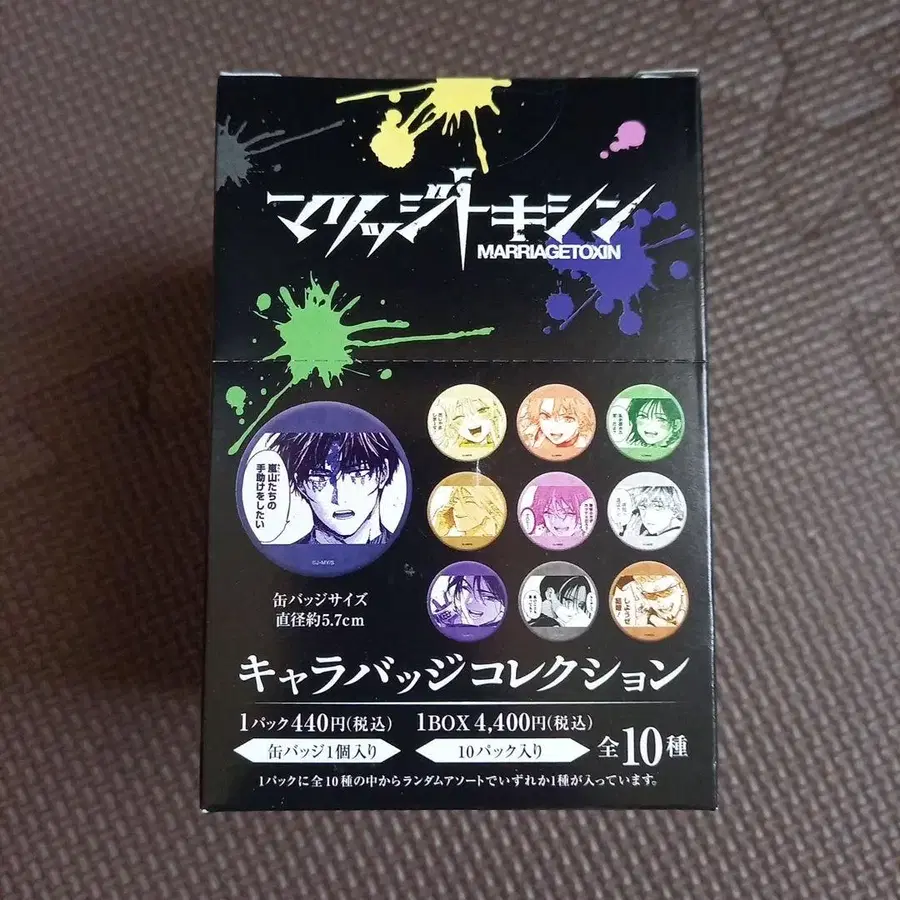 マリッジトキシン
MARRIAGETOXIN
嵐山たちの
手助けをしたい
©J-MY/S
缶バッジサイズ
直径約5.7cm
キャラバッジコレクション
1パック440円(税込)
1BOX 4,400円(税込)
缶バッジ1個入り
10パック入り
全10種
1パックに全10種の中からランダムアソートでいずれか1種が入っています。